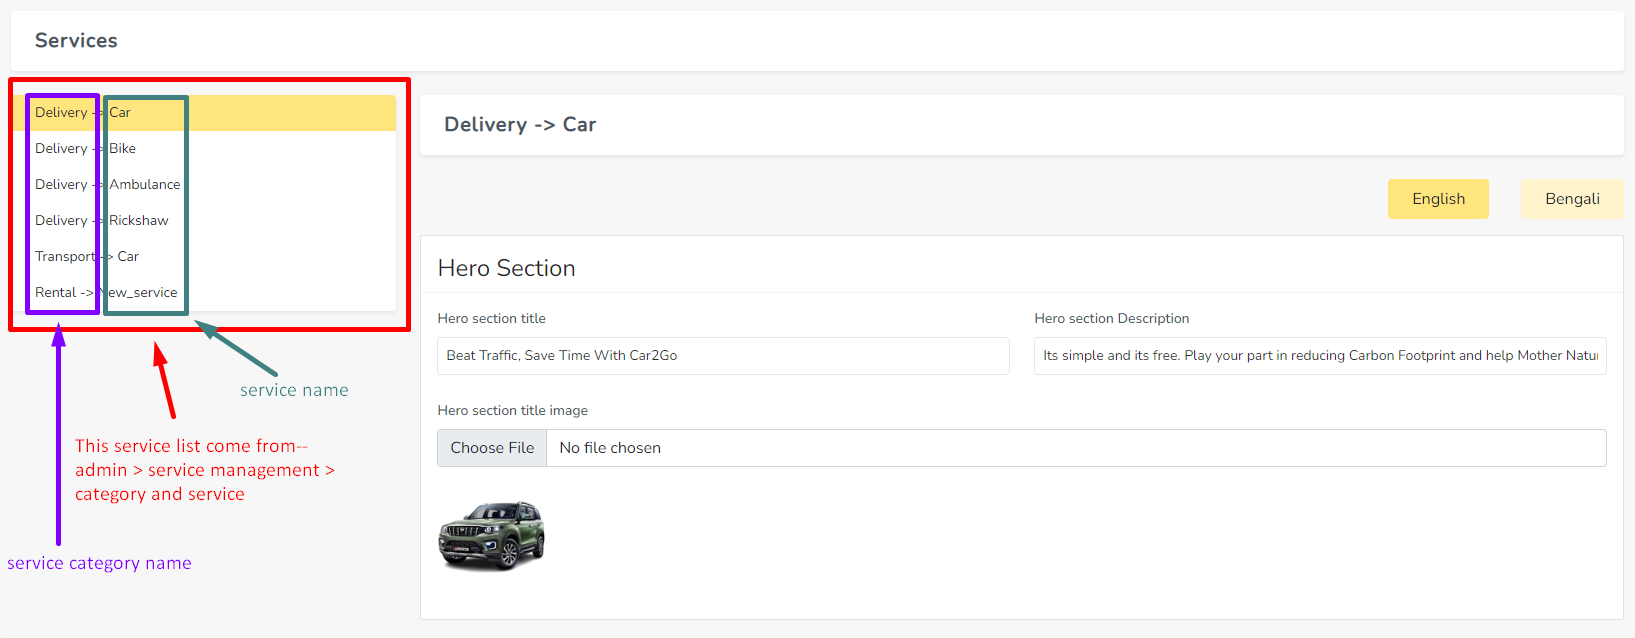 Services
Delivery -> Car
Delivery -> Bike
Delivery -> Ambulance
Delivery -> Rickshaw
Transport -> Car
Rental -> New_service
service name
This service list come from--
admin > service management >
category and service
service category name
Delivery -> Car
English
Bengali
Hero Section
Hero section title
Hero section Description
Beat Traffic, Save Time With Car2Go
Its simple and its free. Play your part in reducing Carbon Footprint and help Mother Natu
Hero section title image
Choose File
No file chosen